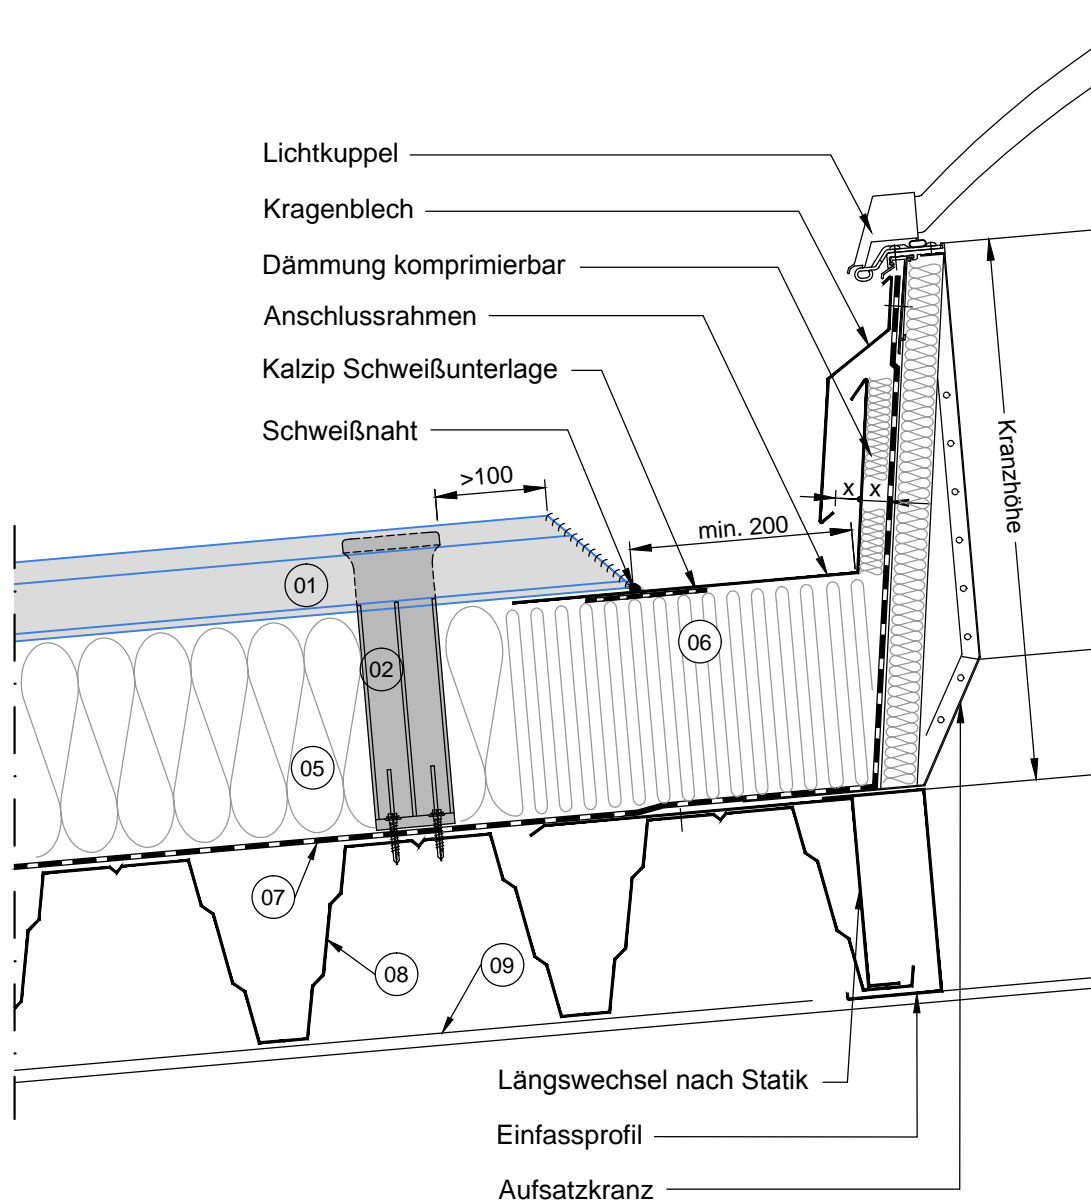 Lichtkuppel
Kragenblech
Dämmung komprimierbar
Anschlussrahmen
Kalzip Schweißunterlage
Schweißnaht
>100
min. 200
x x
Kranzhöhe
01
02
06
05
07
08
09
Längswechsel nach Statik
Einfassprofil
Aufsatzkranz